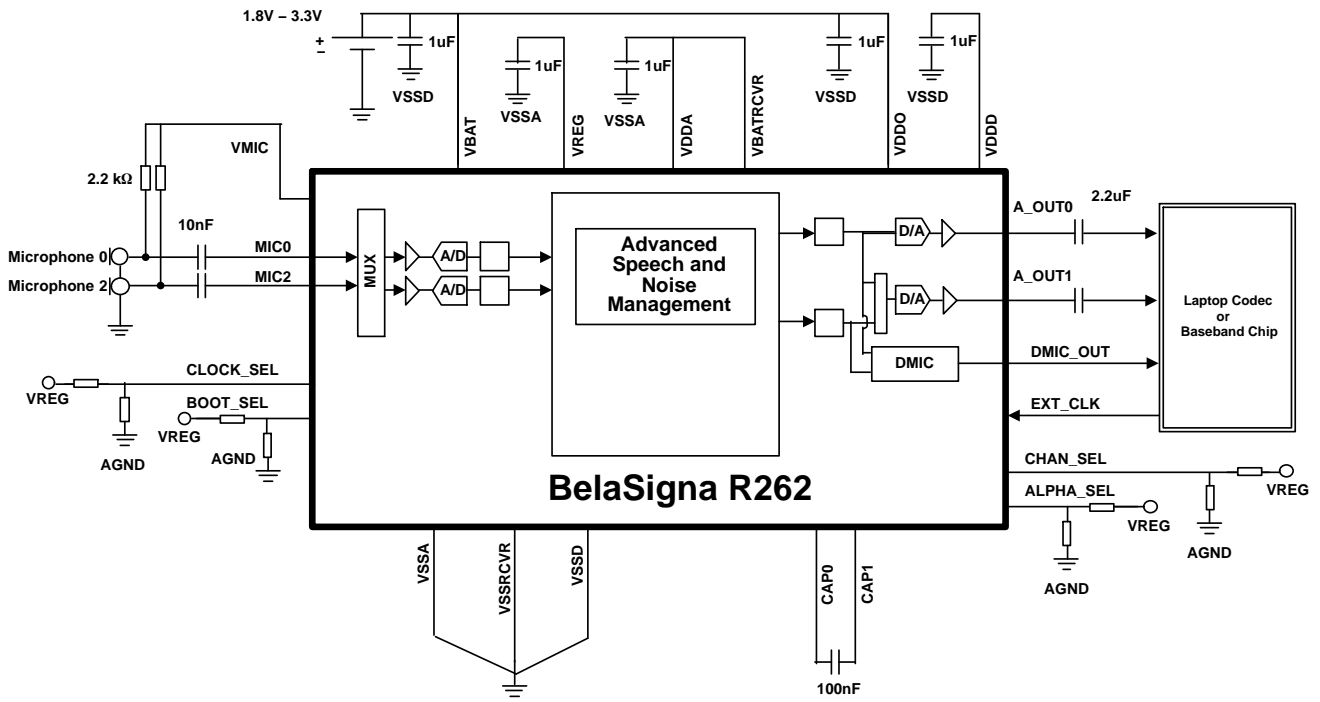 1.8V – 3.3V
+
–
1uF
VSSD
1uF
VSSA
1uF
VSSA
1uF
VSSD
1uF
VSSD
VBAT
VREG
VDDA
VBATRCVR
VDDO
VDDD
VMIC
2.2 kΩ
10nF
Microphone 0
MIC0
Microphone 2
MIC2
MUX
A/D
A/D
Advanced
Speech and
Noise
Management
D/A
D/A
DMIC
A_OUT0
2.2uF
A_OUT1
DMIC_OUT
EXT_CLK
Laptop Codec
or
Baseband Chip
CLOCK_SEL
VREG
AGND
BOOT_SEL
VREG
AGND
BelaSigna R262
CHAN_SEL
VREG
AGND
ALPHA_SEL
VREG
AGND
VSSA
VSSRCVR
VSSD
CAP0
CAP1
100nF